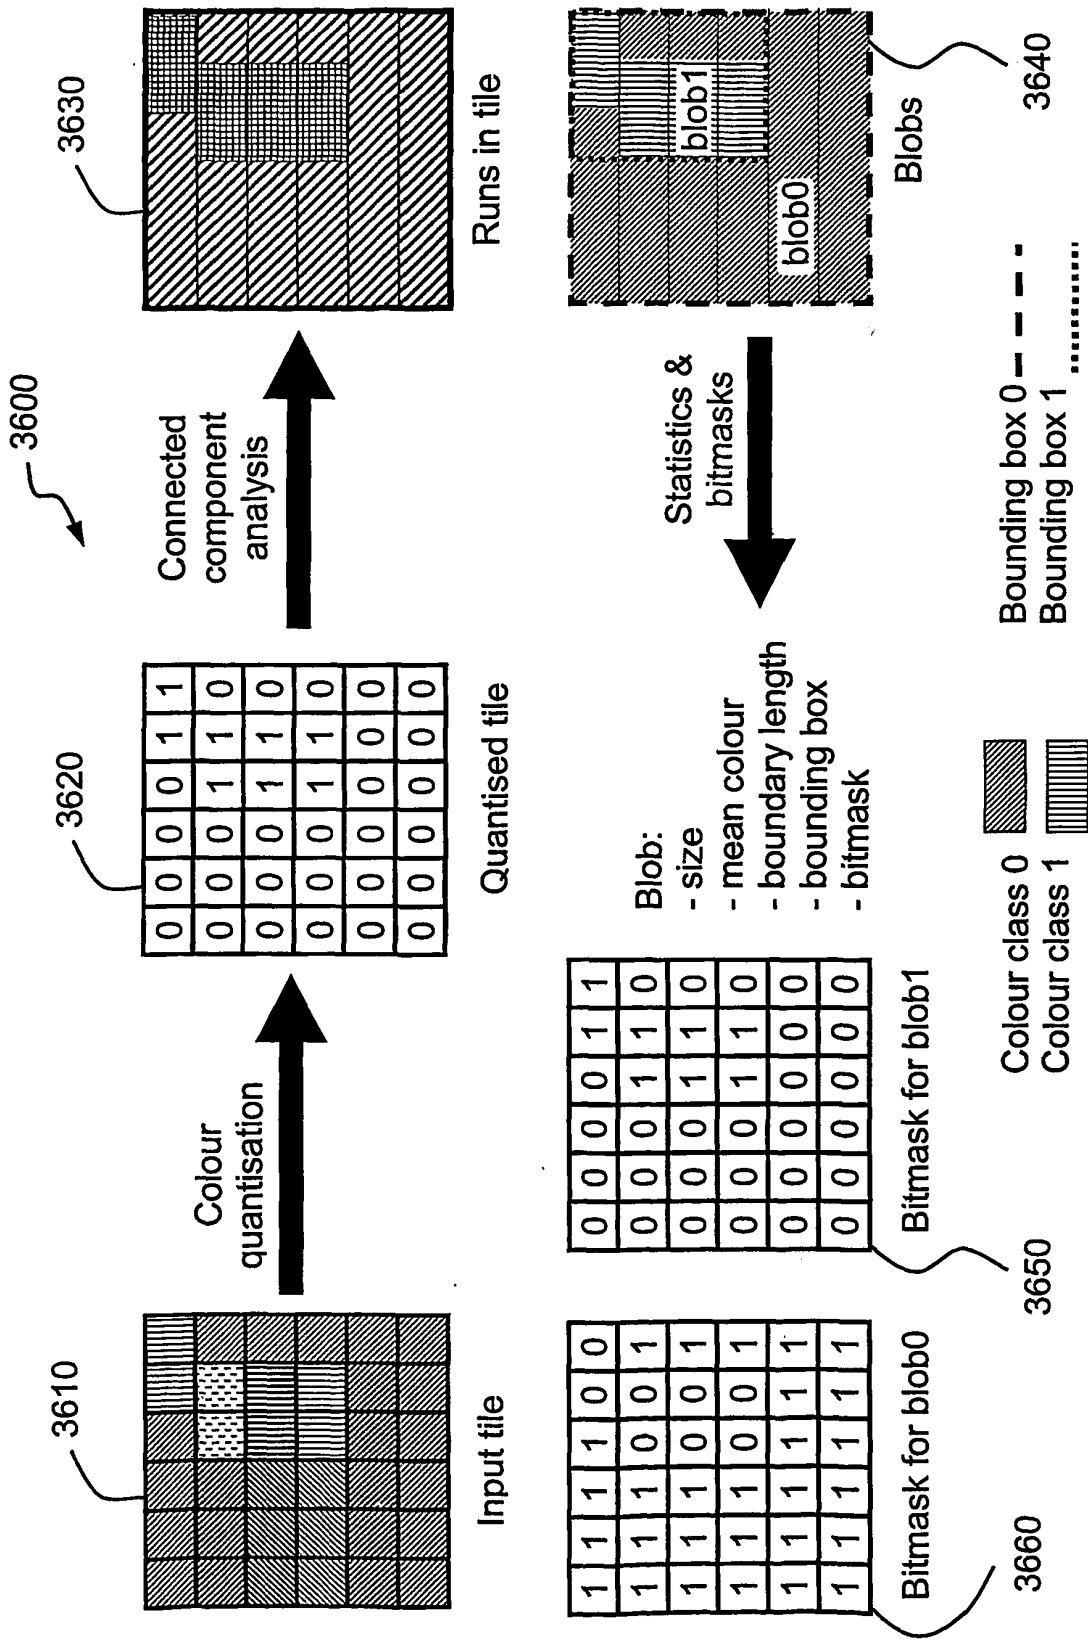 3600
3610
3620
3630
Colour
quantisation
Connected
component
analysis
0 0 0 0 1 1
0 0 0 1 1 0
0 0 0 1 1 0
0 0 0 1 1 0
0 0 0 0 0 0
0 0 0 0 0 0
Input tile
Quantised tile
Runs in tile
1 1 1 1 0 0
1 1 1 0 0 1
1 1 1 0 0 1
1 1 1 0 0 1
1 1 1 1 1 1
1 1 1 1 1 1
Bitmask for blob0
3660
0 0 0 0 1 1
0 0 0 1 1 0
0 0 0 1 1 0
0 0 0 1 1 0
0 0 0 0 0 0
0 0 0 0 0 0
Bitmask for blob1
3650
Blob:
- size
- mean colour
- boundary length
- bounding box
- bitmask
Statistics &
bitmasks
blob1
blob0
Blobs
3640
Colour class 0
Colour class 1
Bounding box 0
Bounding box 1